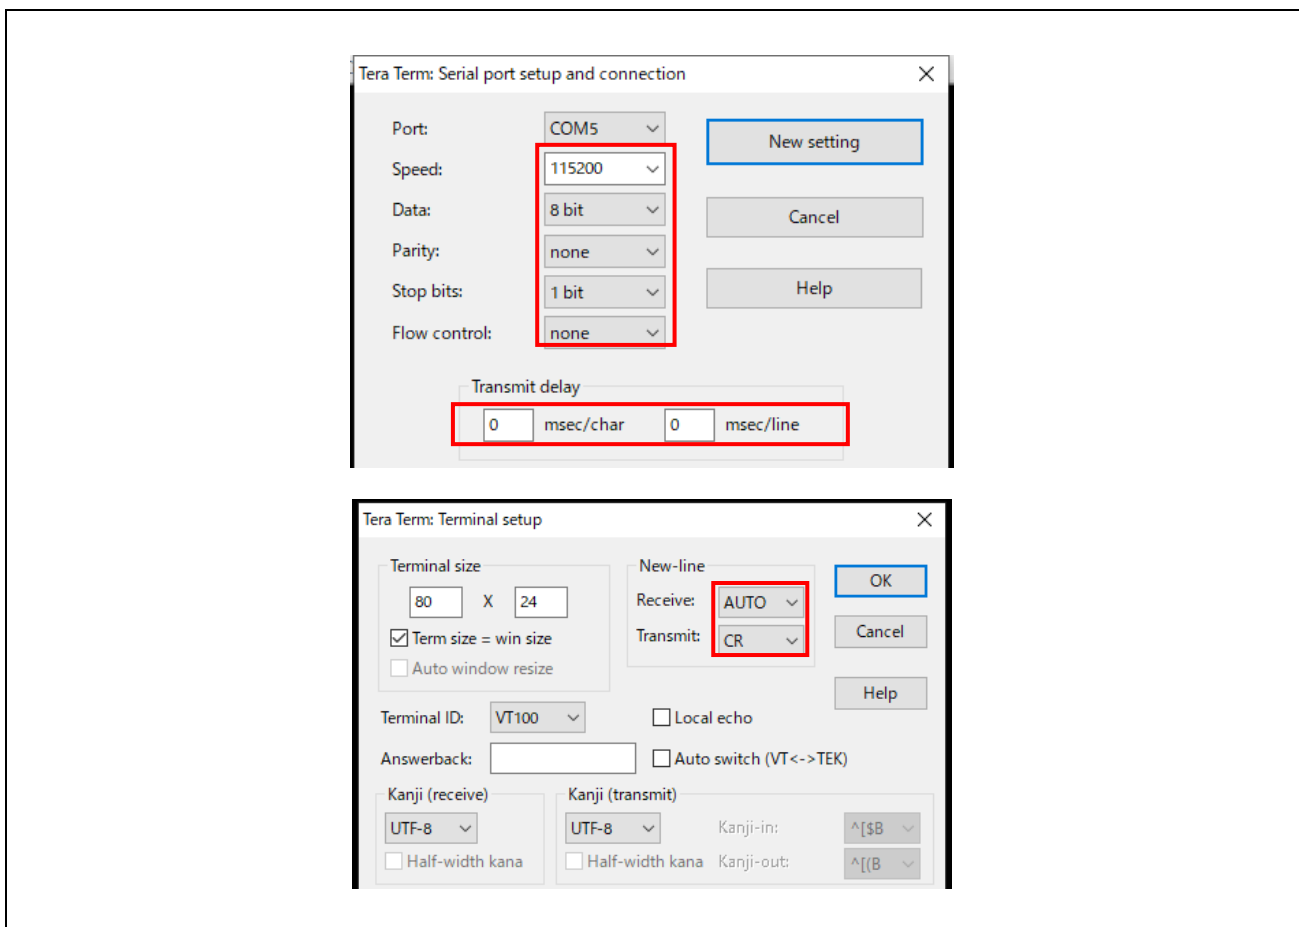 Tera Term: Serial port setup and connection
Port: COM5
New setting
Speed: 115200
Data: 8 bit
Cancel
Parity: none
Stop bits: 1 bit
Help
Flow control: none
Transmit delay
0 msec/char 0 msec/line
Tera Term: Terminal setup
Terminal size
80 X 24
Term size = win size
Auto window resize
New-line
Receive: AUTO
Transmit: CR
OK
Cancel
Help
Terminal ID: VT100
Local echo
Answerback:
Auto switch (VT<->TEK)
Kanji (receive)
UTF-8
Half-width kana
Kanji (transmit)
UTF-8
Half-width kana
Kanji-in: ^[$B
Kanji-out: ^[(B